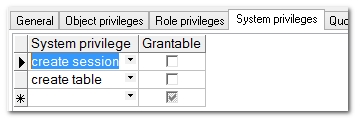 General Object privileges Role privileges System privileges Quo
System privilege Grantable
create session
create table